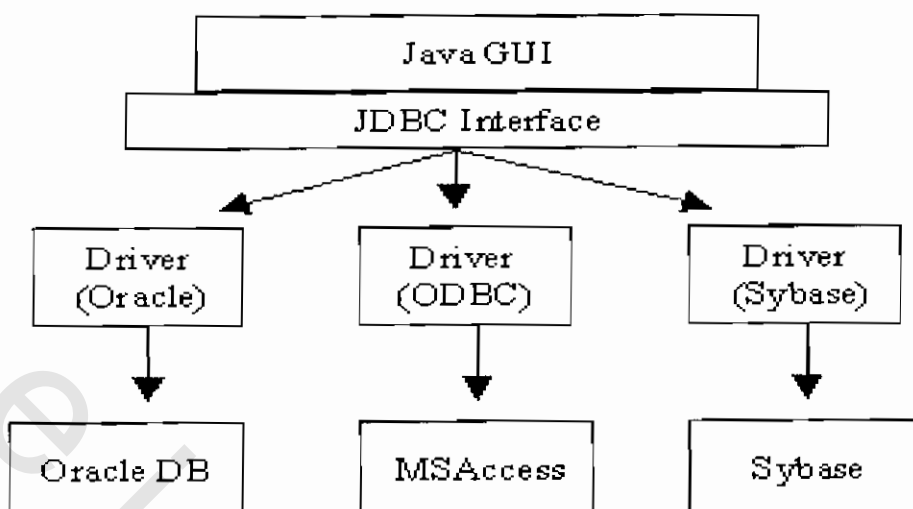 Java GUI
JDBC Interface
Driver
(Oracle)
Driver
(ODBC)
Driver
(Sybase)
Oracle DB
MSAccess
Sybase